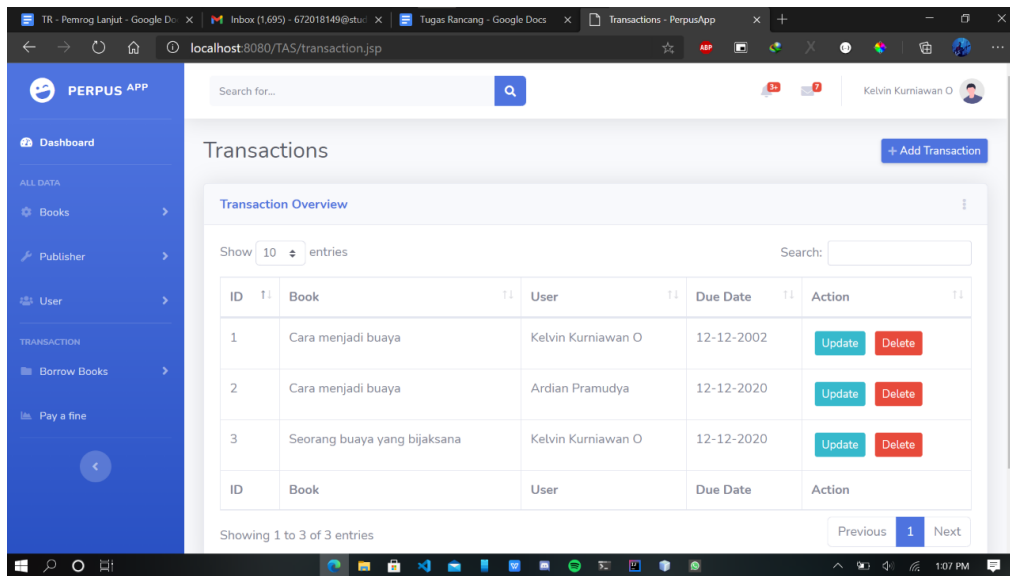 TR - Pemrog Lanjut - Google Do
Inbox (1,695) - 672018149@stud
Tugas Rancang - Google Docs
Transactions - PerpusApp
localhost:8080/TAS/transaction.jsp
ABP
PERPUS APP
Search for...
3+
7
Kelvin Kurniawan O
Dashboard
Transactions
+ Add Transaction
ALL DATA
Books
Publisher
User
TRANSACTION
Borrow Books
Pay a fine
Transaction Overview
Show 10 entries
Search:
ID Book User Due Date Action
1 Cara menjadi buaya Kelvin Kurniawan O 12-12-2002 Update Delete
2 Cara menjadi buaya Ardian Pramudya 12-12-2020 Update Delete
3 Seorang buaya yang bijaksana Kelvin Kurniawan O 12-12-2020 Update Delete
ID Book User Due Date Action
Showing 1 to 3 of 3 entries
Previous 1 Next
1:07 PM